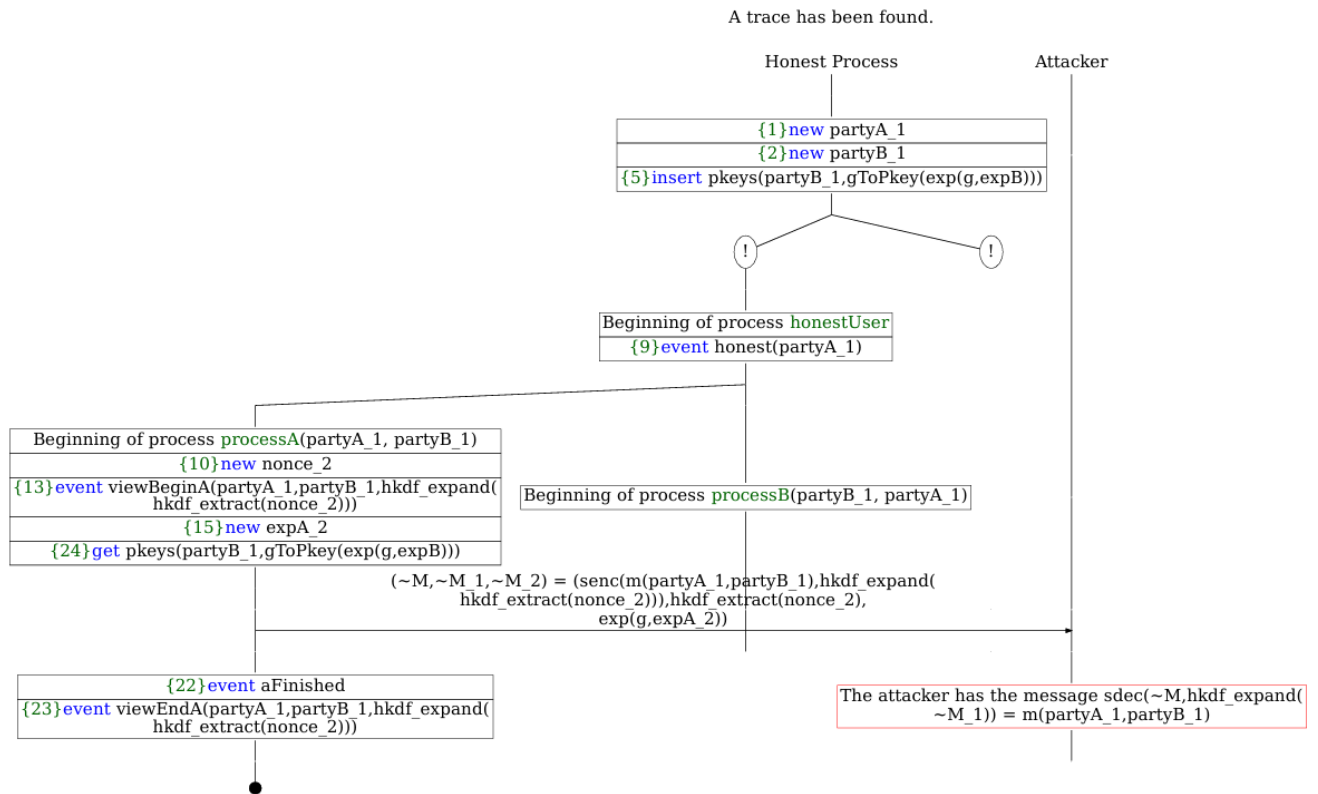 A trace has been found.
Honest Process
Attacker
{1}new partyA_1
{2}new partyB_1
{5}insert pkeys(partyB_1,gToPkey(exp(g,expB)))
!
!
Beginning of process honestUser
{9}event honest(partyA_1)
Beginning of process processA(partyA_1, partyB_1)
{10}new nonce_2
{13}event viewBeginA(partyA_1,partyB_1,hkdf_expand(
hkdf_extract(nonce_2)))
{15}new expA_2
{24}get pkeys(partyB_1,gToPkey(exp(g,expB)))
Beginning of process processB(partyB_1, partyA_1)
(~M,~M_1,~M_2) = (senc(m(partyA_1,partyB_1),hkdf_expand(
hkdf_extract(nonce_2))),hkdf_extract(nonce_2),
exp(g,expA_2))
{22}event aFinished
{23}event viewEndA(partyA_1,partyB_1,hkdf_expand(
hkdf_extract(nonce_2)))
The attacker has the message sdec(~M,hkdf_expand(
~M_1)) = m(partyA_1,partyB_1)